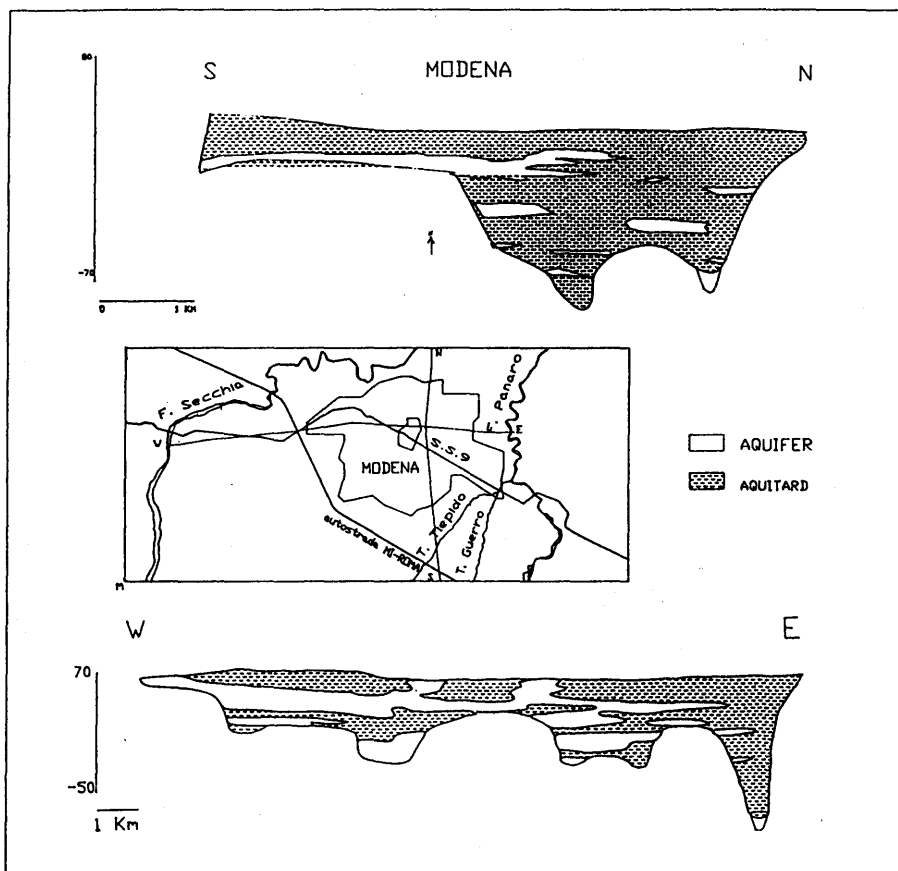 80
S MODENA N
-70
0 1 KM
N
F. Secchia
L. PANARO
W E
S.S.9
MODENA
AQUIFER
AQUITARD
T. Tiepido
T. Guerro
autostrada MI-ROMA
S
M
W E
70
-50
1 Km